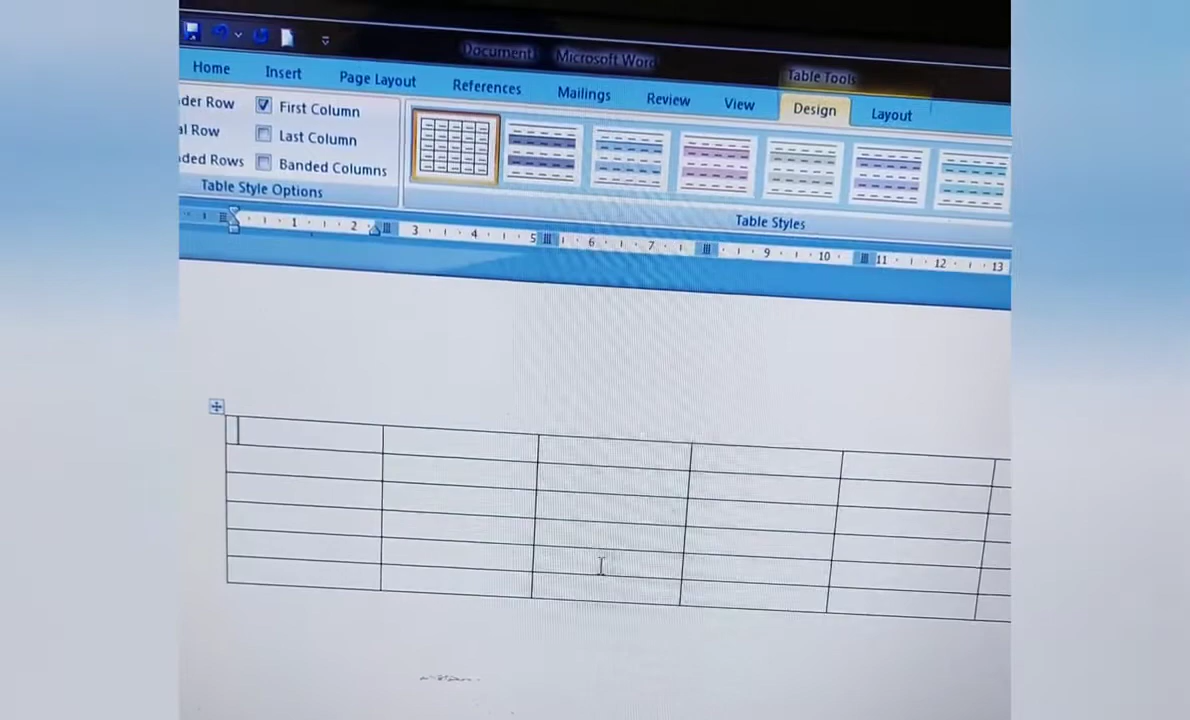 Document Microsoft Word
Table Tools
Home Insert Page Layout References Mailings Review View Design Layout
der Row First Column
al Row Last Column
ded Rows Banded Columns
Table Style Options Table Styles
1 2 3 4 5 6 7 9 10 11 12 13